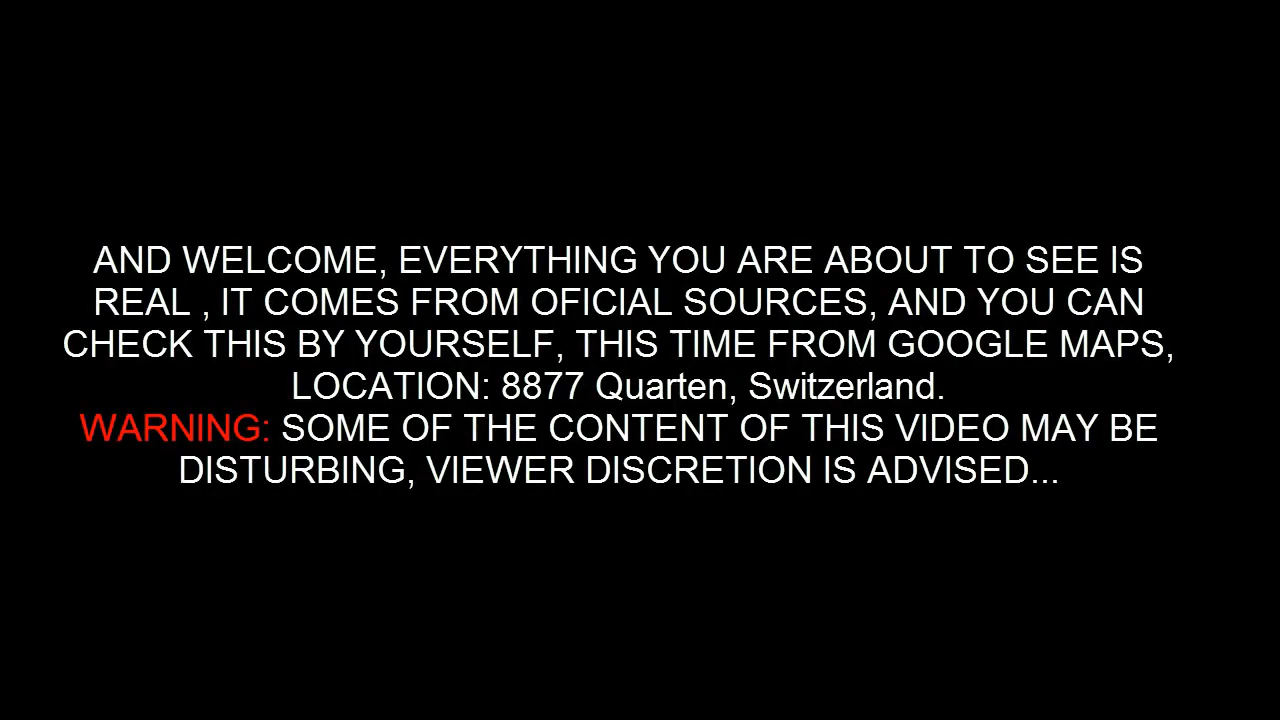 AND WELCOME, EVERYTHING YOU ARE ABOUT TO SEE IS
REAL , IT COMES FROM OFICIAL SOURCES, AND YOU CAN
CHECK THIS BY YOURSELF, THIS TIME FROM GOOGLE MAPS,
LOCATION: 8877 Quarten, Switzerland.
WARNING: SOME OF THE CONTENT OF THIS VIDEO MAY BE
DISTURBING, VIEWER DISCRETION IS ADVISED...